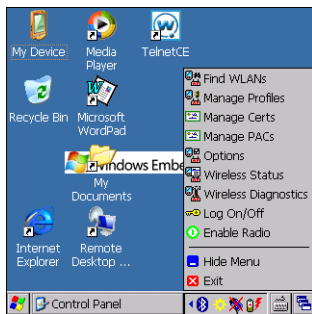 My Device
Media
Player
TelnetCE
Recycle Bin
Microsoft
WordPad
Windows Embe
My
Documents
Internet
Explorer
Remote
Desktop ...
Find WLANs
Manage Profiles
Manage Certs
Manage PACs
Options
Wireless Status
Wireless Diagnostics
Log On/Off
Enable Radio
Hide Menu
Exit
Control Panel